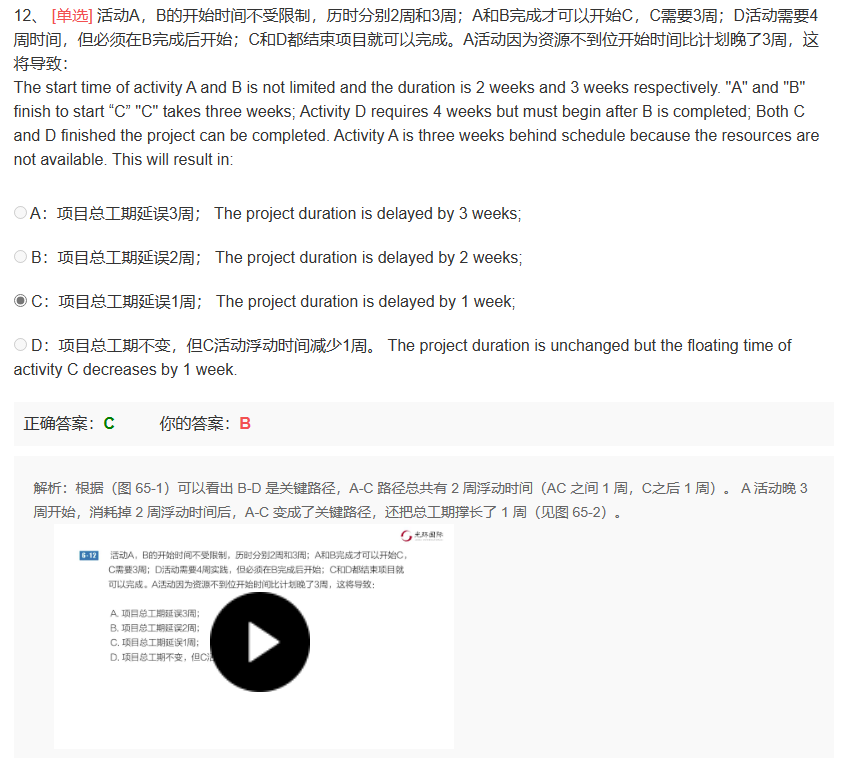 12、 [单选] 活动A，B的开始时间不受限制，历时分别2周和3周；A和B完成才可以开始C，C需要3周；D活动需要4
周时间，但必须在B完成后开始；C和D都结束项目就可以完成。A活动因为资源不到位开始时间比计划晚了3周，这
将导致：
The start time of activity A and B is not limited and the duration is 2 weeks and 3 weeks respectively. "A" and "B"
finish to start “C” "C" takes three weeks; Activity D requires 4 weeks but must begin after B is completed; Both C
and D finished the project can be completed. Activity A is three weeks behind schedule because the resources are
not available. This will result in:
A：项目总工期延误3周； The project duration is delayed by 3 weeks;
B：项目总工期延误2周； The project duration is delayed by 2 weeks;
C：项目总工期延误1周； The project duration is delayed by 1 week;
D：项目总工期不变，但C活动浮动时间减少1周。 The project duration is unchanged but the floating time of
activity C decreases by 1 week.
正确答案：C 你的答案：B
解析：根据（图 65-1）可以看出 B-D 是关键路径，A-C 路径总共有 2 周浮动时间（AC 之间 1 周，C之后 1 周）。 A 活动晚 3
周开始，消耗掉 2 周浮动时间后，A-C 变成了关键路径，还把总工期撑长了 1 周（见图 65-2）。
光环国际
6-12 活动A，B的开始时间不受限制，历时分别2周和3周；A和B完成才可以开始C，
C需要3周；D活动需要4周实践，但必须在B完成后开始；C和D都结束项目就
可以完成。A活动因为资源不到位开始时间比计划晚了3周，这将导致：
A. 项目总工期延误3周；
B. 项目总工期延误2周；
C. 项目总工期延误1周；
D. 项目总工期不变，但C活